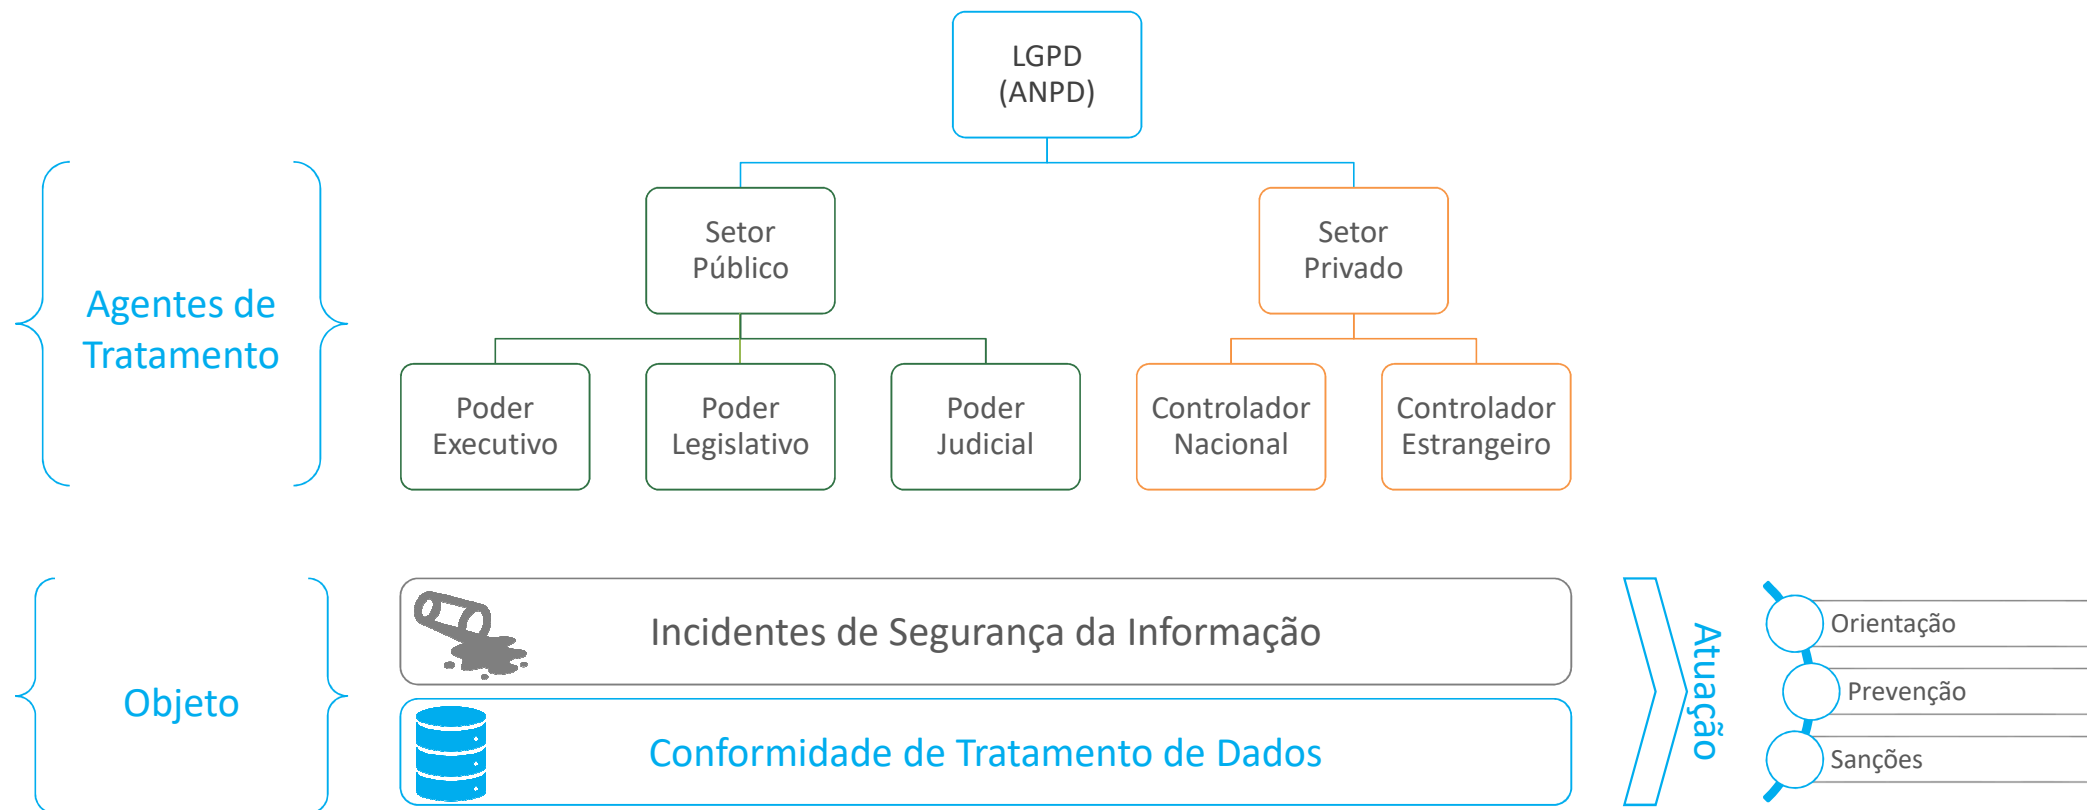 LGPD
(ANPD)
Setor
Público
Setor
Privado
Agentes de
Tratamento
Poder
Executivo
Poder
Legislativo
Poder
Judicial
Controlador
Nacional
Controlador
Estrangeiro
Objeto
Incidentes de Segurança da Informação
Conformidade de Tratamento de Dados
Atuação
Orientação
Prevenção
Sanções